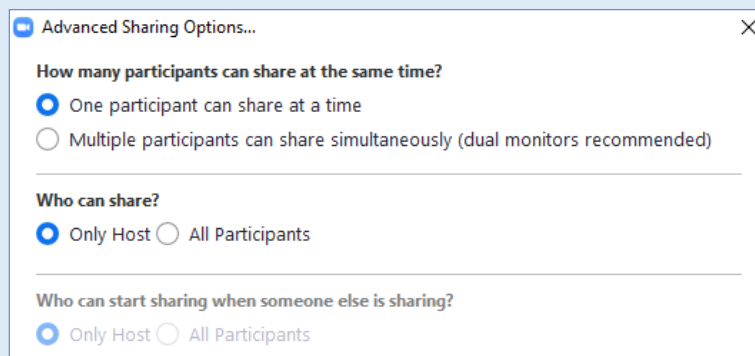 Advanced Sharing Options...
How many participants can share at the same time?
One participant can share at a time
Multiple participants can share simultaneously (dual monitors recommended)
Who can share?
Only Host All Participants
Who can start sharing when someone else is sharing?
Only Host All Participants